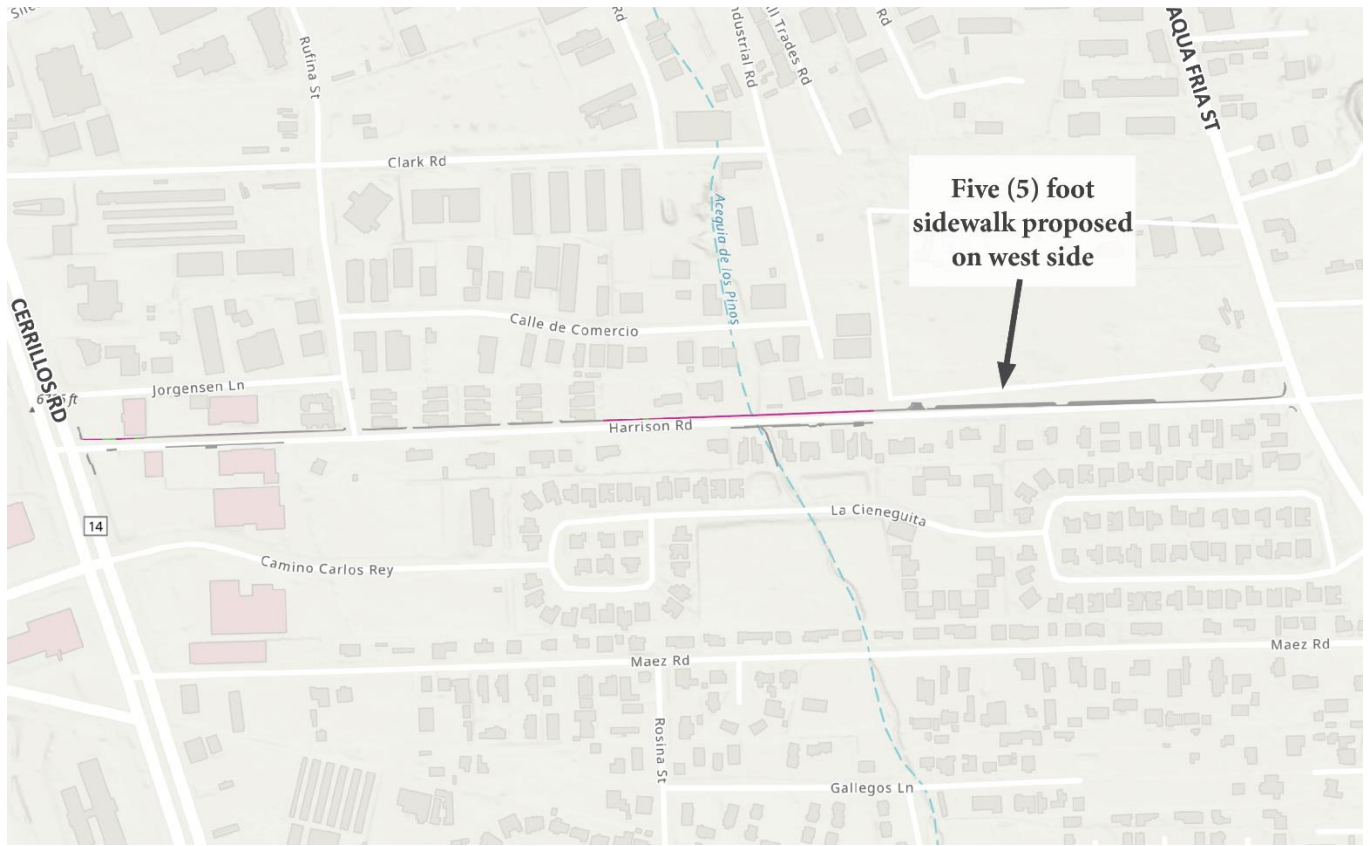 Rufina St
Rd
Industrial Rd
Trades Rd
Rd
AQUA FRIA ST
Clark Rd
Five (5) foot
sidewalk proposed
on west side
Acequia de los Pinos
CERRILLOS RD
Calle de Comercio
Jorgensen Ln
ft
Harrison Rd
14
La Cieneguita
Camino Carlos Rey
Maez Rd
Maez Rd
Rosina St
Gallegos Ln